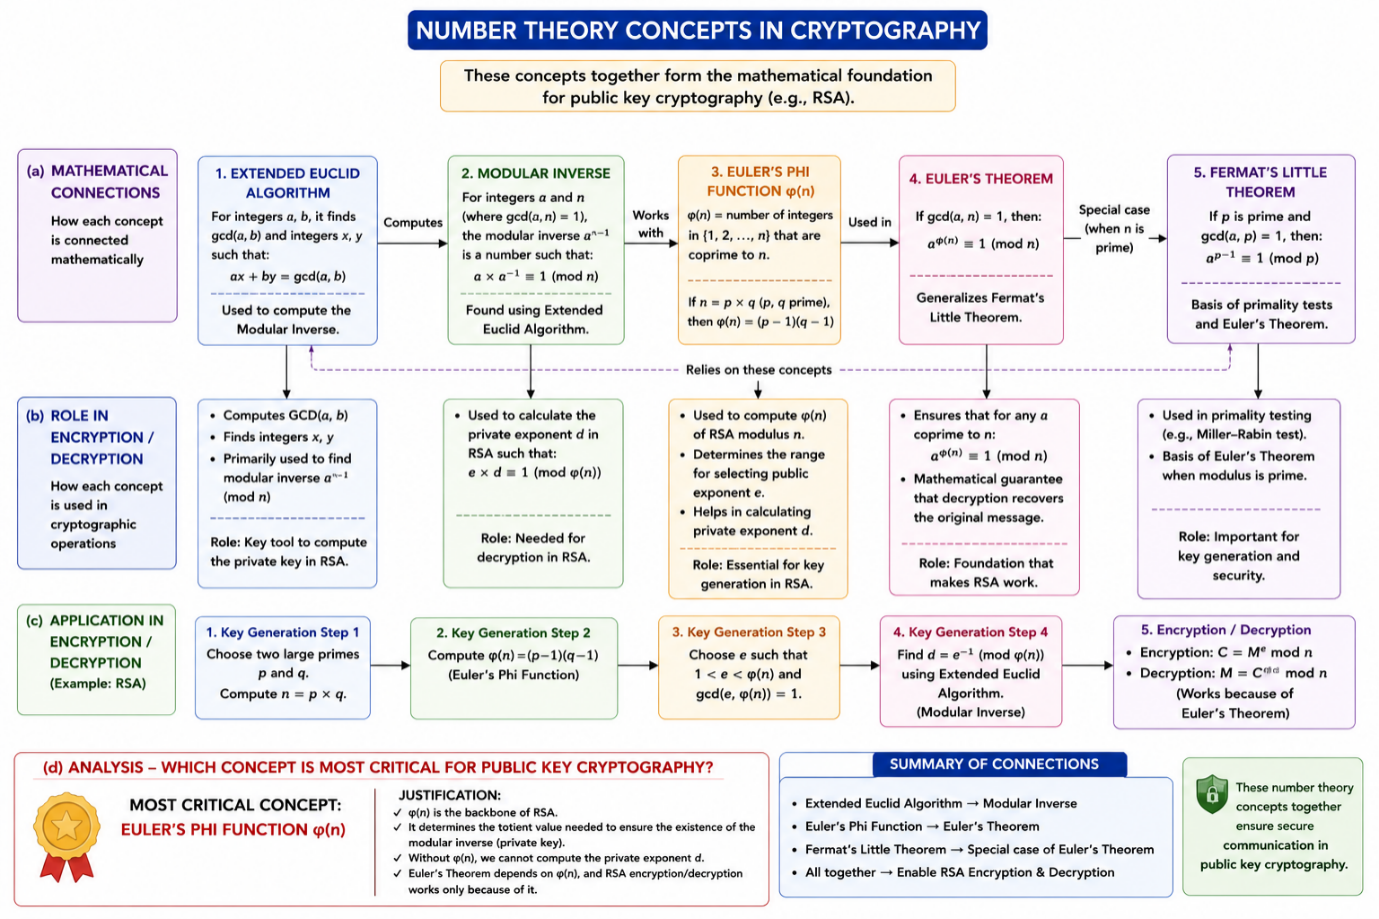 NUMBER THEORY CONCEPTS IN CRYPTOGRAPHY
These concepts together form the mathematical foundation
for public key cryptography (e.g., RSA).
(a) MATHEMATICAL
CONNECTIONS
How each concept
is connected
mathematically
1. EXTENDED EUCLID
ALGORITHM
For integers a, b, it finds
gcd(a, b) and integers x, y
such that:
ax + by = gcd(a, b)
Used to compute the
Modular Inverse.
Computes
2. MODULAR INVERSE
For integers a and n
(where gcd(a, n) = 1),
the modular inverse aⁿ⁻¹
is a number such that:
a × a⁻¹ ≡ 1 (mod n)
Found using Extended
Euclid Algorithm.
Works
with
3. EULER'S PHI
FUNCTION φ(n)
φ(n) = number of integers
in {1, 2, ..., n} that are
coprime to n.
If n = p × q (p, q prime),
then φ(n) = (p − 1)(q − 1)
Used in
4. EULER'S THEOREM
If gcd(a, n) = 1, then:
a^φ(n) ≡ 1 (mod n)
Generalizes Fermat's
Little Theorem.
Special case
(when n is
prime)
5. FERMAT'S LITTLE
THEOREM
If p is prime and
gcd(a, p) = 1, then:
aᵖ⁻¹ ≡ 1 (mod p)
Basis of primality tests
and Euler's Theorem.
Relies on these concepts
(b) ROLE IN
ENCRYPTION /
DECRYPTION
How each concept
is used in
cryptographic
operations
• Computes GCD(a, b)
• Finds integers x, y
• Primarily used to find
modular inverse aⁿ⁻¹
(mod n)
Role: Key tool to compute
the private key in RSA.
• Used to calculate the
private exponent d in
RSA such that:
e × d ≡ 1 (mod φ(n))
Role: Needed for
decryption in RSA.
• Used to compute φ(n)
of RSA modulus n.
• Determines the range
for selecting public
exponent e.
• Helps in calculating
private exponent d.
Role: Essential for key
generation in RSA.
• Ensures that for any a
coprime to n:
a^φ(n) ≡ 1 (mod n)
• Mathematical guarantee
that decryption recovers
the original message.
Role: Foundation that
makes RSA work.
• Used in primality testing
(e.g., Miller–Rabin test).
• Basis of Euler's Theorem
when modulus is prime.
Role: Important for
key generation and
security.
(c) APPLICATION IN
ENCRYPTION /
DECRYPTION
(Example: RSA)
1. Key Generation Step 1
Choose two large primes
p and q.
Compute n = p × q.
2. Key Generation Step 2
Compute φ(n) =(p−1)(q−1)
(Euler's Phi Function)
3. Key Generation Step 3
Choose e such that
1 < e < φ(n) and
gcd(e, φ(n)) = 1.
4. Key Generation Step 4
Find d = e⁻¹ (mod φ(n))
using Extended Euclid
Algorithm.
(Modular Inverse)
5. Encryption / Decryption
• Encryption: C = Mᵉ mod n
• Decryption: M = C mod n
(Works because of
Euler's Theorem)
(d) ANALYSIS – WHICH CONCEPT IS MOST CRITICAL FOR PUBLIC KEY CRYPTOGRAPHY?
MOST CRITICAL CONCEPT:
EULER'S PHI FUNCTION φ(n)
JUSTIFICATION:
✓ φ(n) is the backbone of RSA.
✓ It determines the totient value needed to ensure the existence of the
modular inverse (private key).
✓ Without φ(n), we cannot compute the private exponent d.
✓ Euler's Theorem depends on φ(n), and RSA encryption/decryption
works only because of it.
SUMMARY OF CONNECTIONS
• Extended Euclid Algorithm → Modular Inverse
• Euler's Phi Function → Euler's Theorem
• Fermat's Little Theorem → Special case of Euler's Theorem
• All together → Enable RSA Encryption & Decryption
These number theory
concepts together
ensure secure
communication in
public key cryptography.